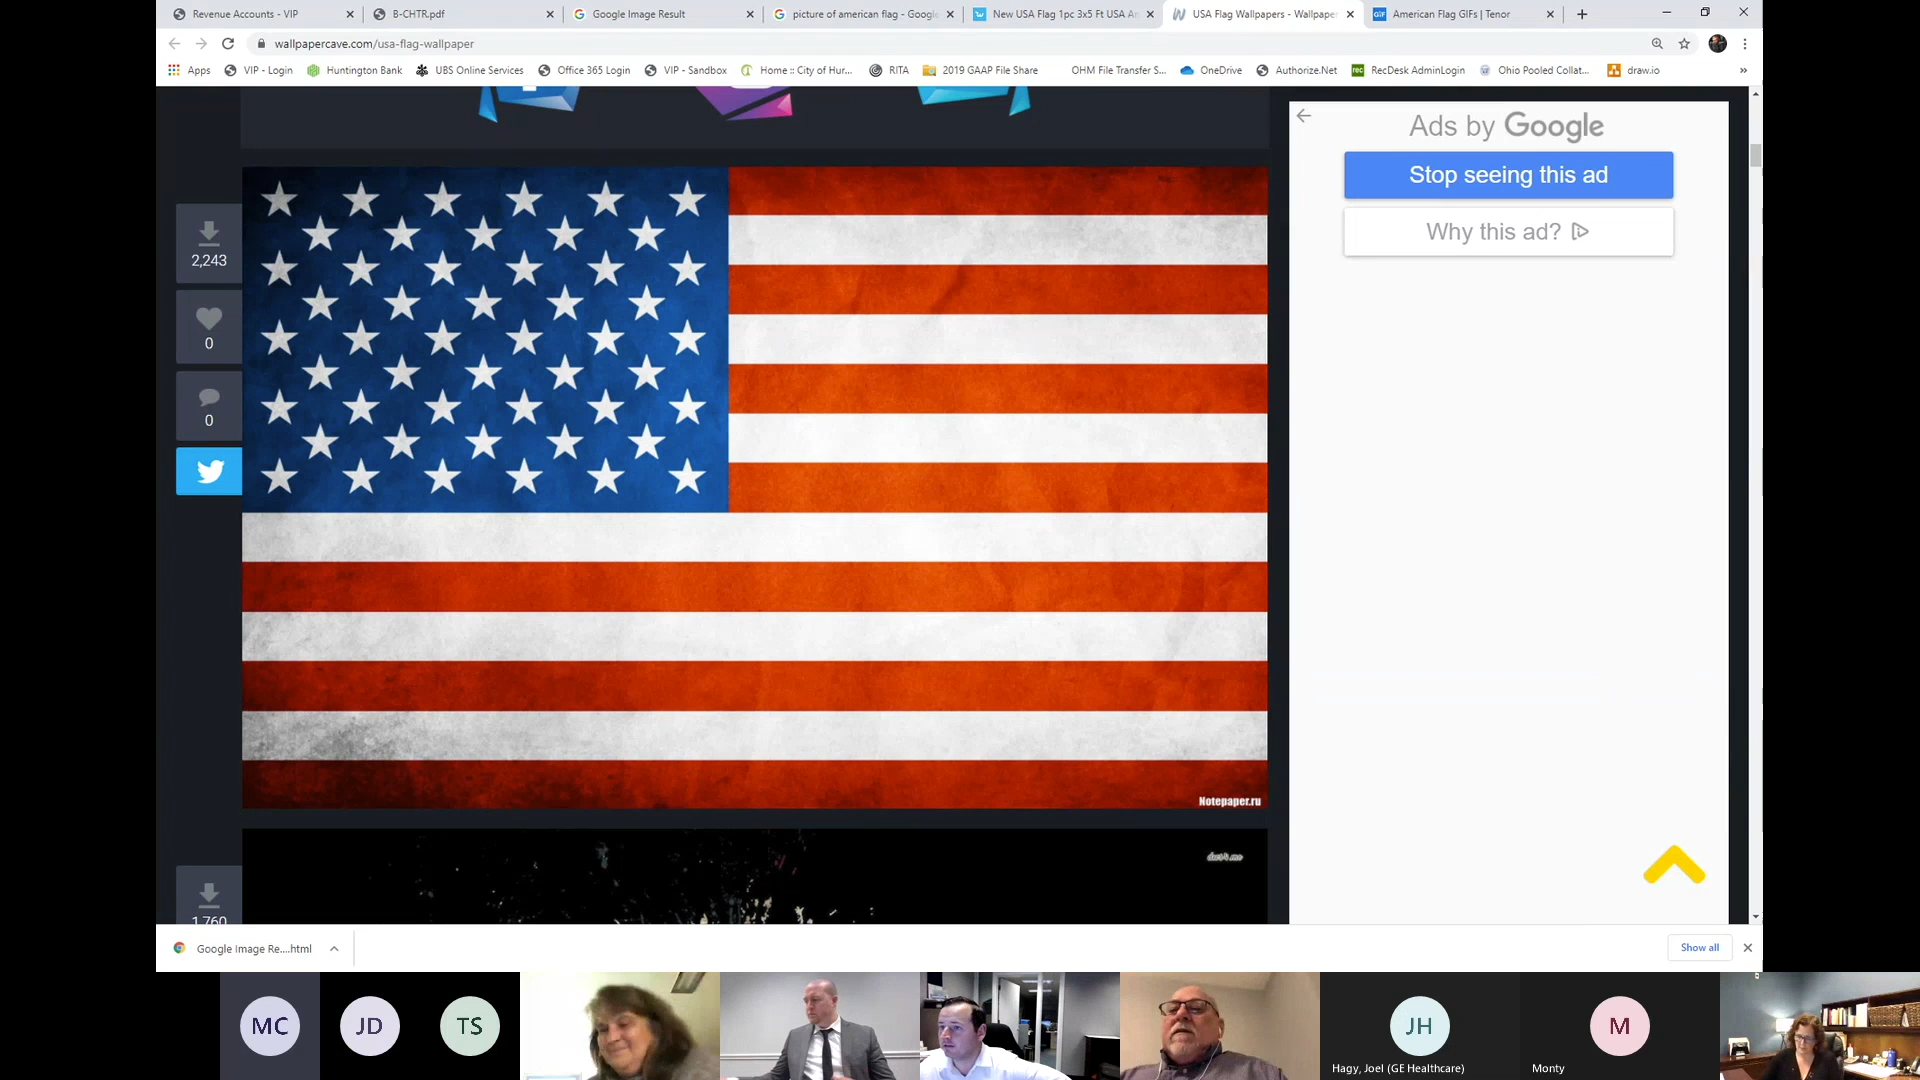 Revenue Accounts - VIP
B-CHTR.pdf
Google Image Result
picture of american flag - Google
New USA Flag 1pc 3x5 Ft USA Am
USA Flag Wallpapers - Wallpaper
American Flag GIFs | Tenor
wallpapercave.com/usa-flag-wallpaper
Apps
VIP - Login
Huntington Bank
UBS Online Services
Office 365 Login
VIP - Sandbox
Home :: City of Hur...
RITA
2019 GAAP File Share
OHM File Transfer S...
OneDrive
Authorize.Net
rec
RecDesk AdminLogin
Ohio Pooled Collat...
draw.io
GIF
Ads by Google
Stop seeing this ad
Why this ad?
2,243
0
0
Notepaper.ru
1,760
Google Image Re....html
Show all
MC
JD
TS
JH
M
Hagy, Joel (GE Healthcare)
Monty